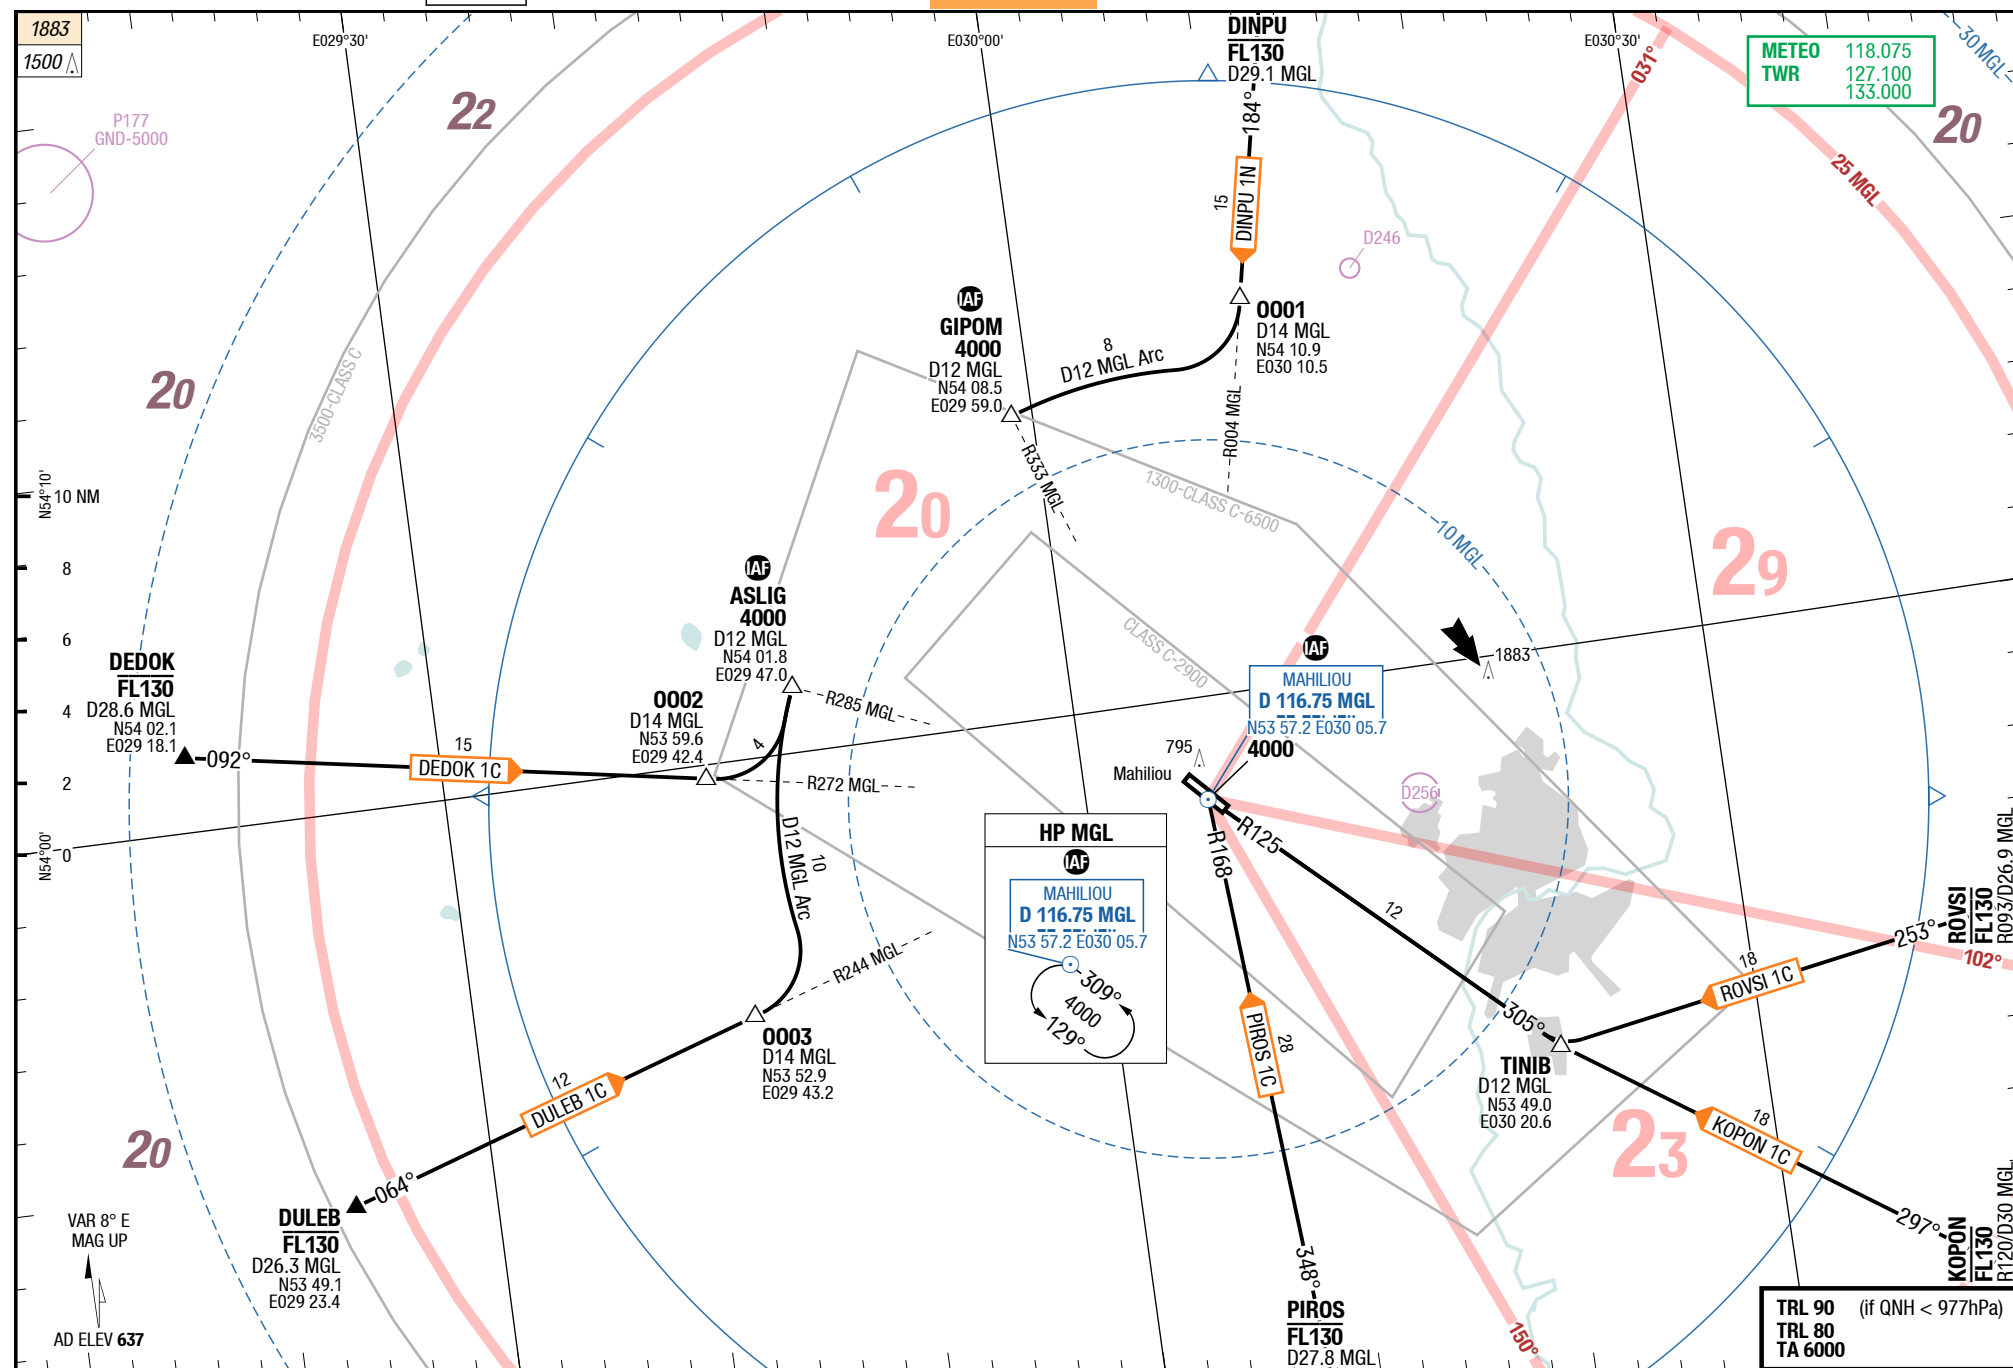 1883
1500
E029°30'
E030°00'
E030°30'
DINPU
FL130
D29.1 MGL
184°
15
DINPU 1N
031°
METEO 118.075
TWR 127.100
133.000
30 MGL
20
25 MGL
22
P177
GND-5000
D246
3500-CLASS C
20
IAF
GIPOM
4000
D12 MGL
N54 08.5
E029 59.0
8
D12 MGL Arc
0001
D14 MGL
N54 10.9
E030 10.5
R004 MGL
R333 MGL
1300-CLASS C-6500
20
10 MGL
29
N54°10'
10 NM
8
6
4
2
0
N54°00'
IAF
ASLIG
4000
D12 MGL
N54 01.8
E029 47.0
R285 MGL
CLASS C-2900
DEDOK
FL130
D28.6 MGL
N54 02.1
E029 18.1
092°
15
DEDOK 1C
0002
D14 MGL
N53 59.6
E029 42.4
4
R272 MGL
IAF
MAHILIOU
D 116.75 MGL
N53 57.2 E030 05.7
4000
1883
795
Mahiliou
D256
D12 MGL Arc
10
R244 MGL
HP MGL
IAF
MAHILIOU
D 116.75 MGL
N53 57.2 E030 05.7
309°
4000
129°
R168
R125
12
305°
ROVSI
FL130
R093/D26.9 MGL
253°
102°
18
ROVSI 1C
0003
D14 MGL
N53 52.9
E029 43.2
12
DULEB 1C
064°
DULEB
FL130
D26.3 MGL
N53 49.1
E029 23.4
20
PIROS 1C
28
348°
PIROS
FL130
D27.8 MGL
TINIB
D12 MGL
N53 49.0
E030 20.6
23
18
KOPON 1C
297°
KOPON
FL130
R120/D30 MGL
150°
VAR 8° E
MAG UP
AD ELEV 637
TRL 90 (if QNH < 977hPa)
TRL 80
TA 6000